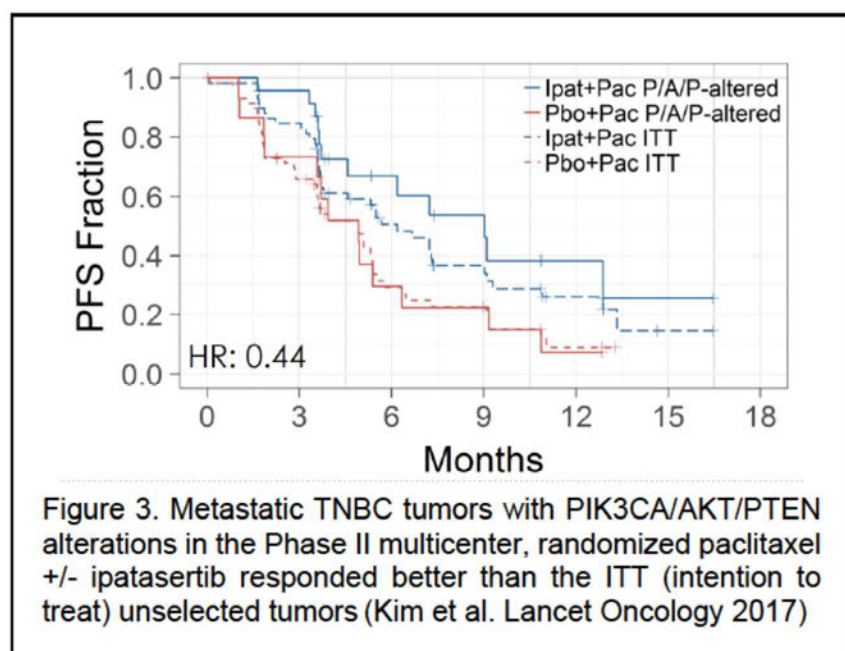 1.0
0.8
0.6
0.4
0.2
0.0
PFS Fraction
Ipat+Pac P/A/P-altered
Pbo+Pac P/A/P-altered
Ipat+Pac ITT
Pbo+Pac ITT
HR: 0.44
0 3 6 9 12 15 18
Months
Figure 3. Metastatic TNBC tumors with PIK3CA/AKT/PTEN
alterations in the Phase II multicenter, randomized paclitaxel
+/- ipatasertib responded better than the ITT (intention to
treat) unselected tumors (Kim et al. Lancet Oncology 2017)